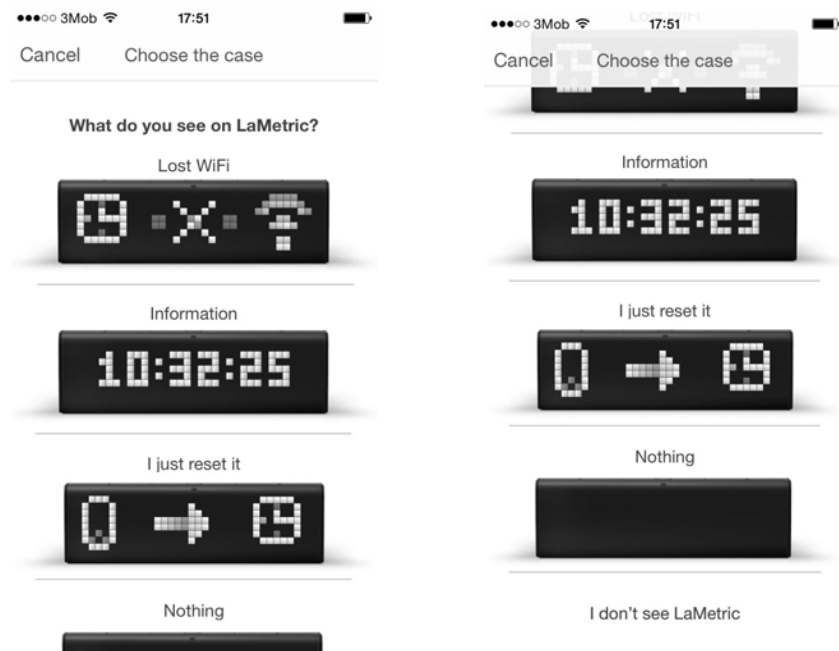 3Mob 17:51
Cancel Choose the case
What do you see on LaMetric?
Lost WiFi
Information
10:32:25
I just reset it
Nothing
3Mob 17:51
Lost WiFi
Cancel Choose the case
Information
10:32:25
I just reset it
Nothing
I don't see LaMetric